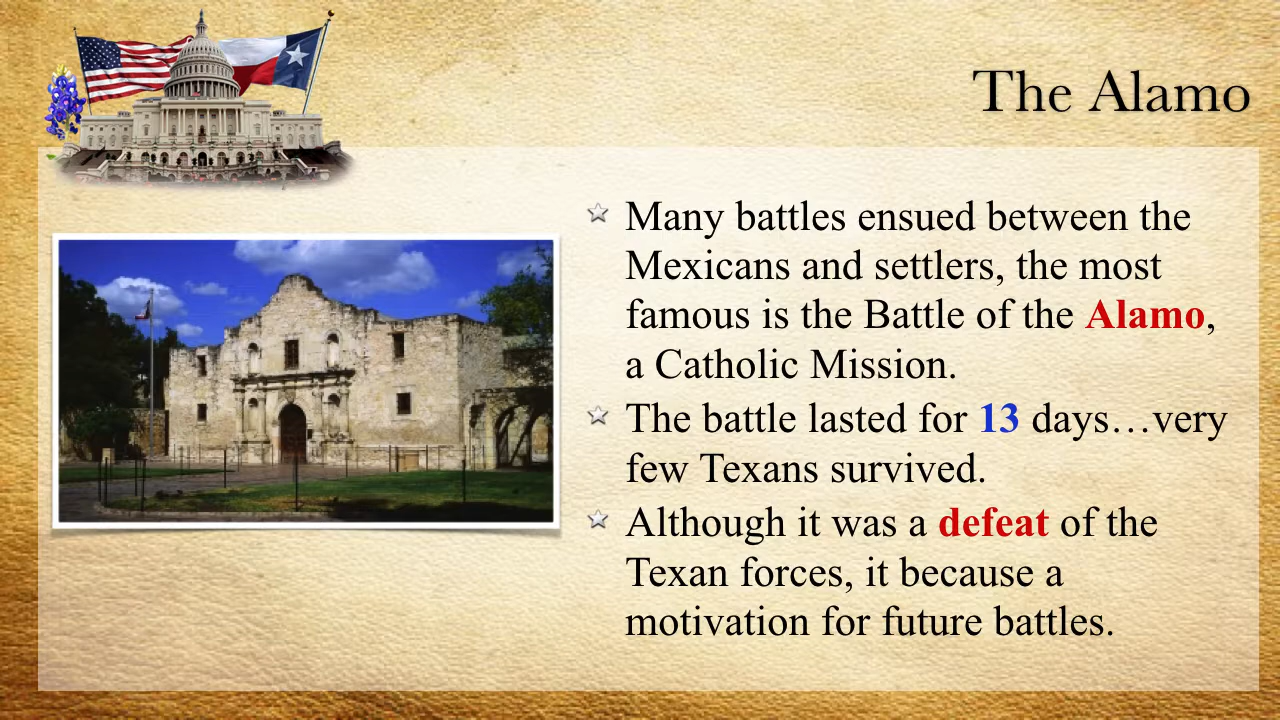 The Alamo
Many battles ensued between the
Mexicans and settlers, the most
famous is the Battle of the Alamo,
a Catholic Mission.
The battle lasted for 13 days…very
few Texans survived.
Although it was a defeat of the
Texan forces, it because a
motivation for future battles.